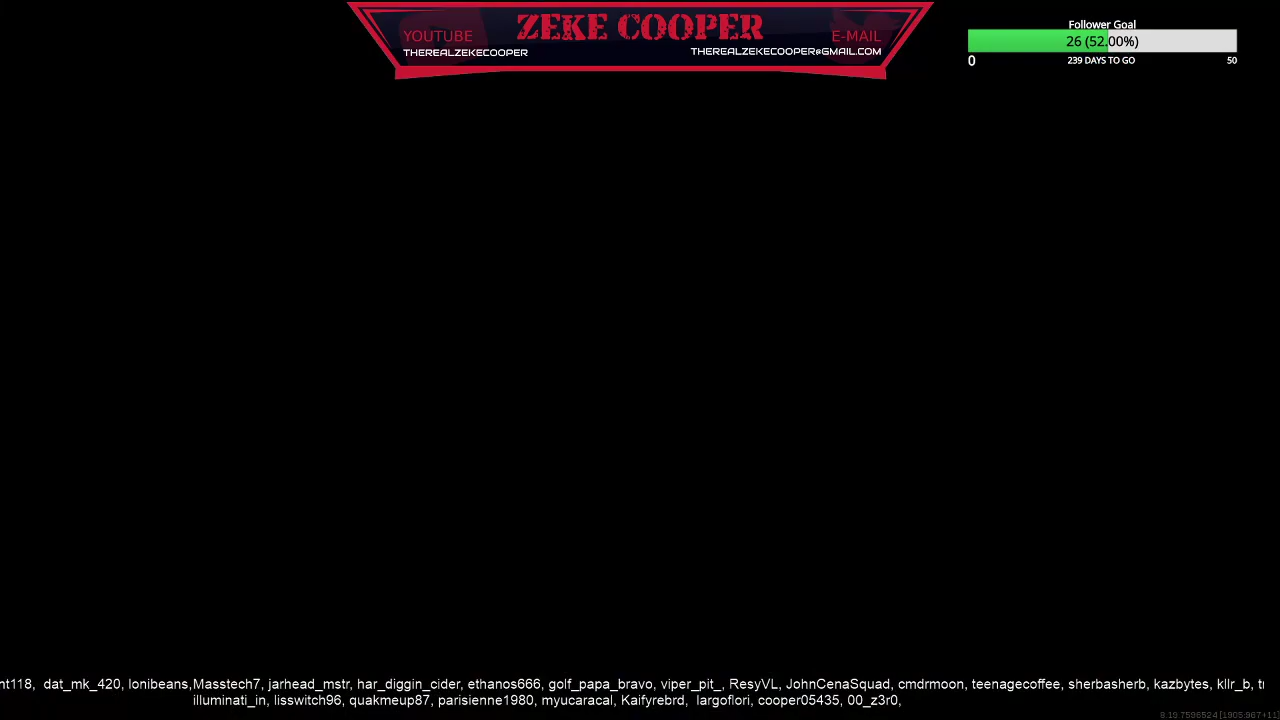 ZEKE COOPER
YOUTUBE
THEREALZEKECOOPER
E-MAIL
THEREALZEKECOOPER@GMAIL.COM
Follower Goal
26 (52.00%)
0
239 DAYS TO GO
50
nt118, dat_mk_420, lonibeans,Masstech7, jarhead_mstr, har_diggin_cider, ethanos666, golf_papa_bravo, viper_pit_, ResyVL, JohnCenaSquad, cmdrmoon, teenagecoffee, sherbasherb, kazbytes, kllr_b,
illuminati_in, lisswitch96, quakmeup87, parisienne1980, myucaracal, Kaifyrebrd, largoflori, cooper05435, 00_z3r0,